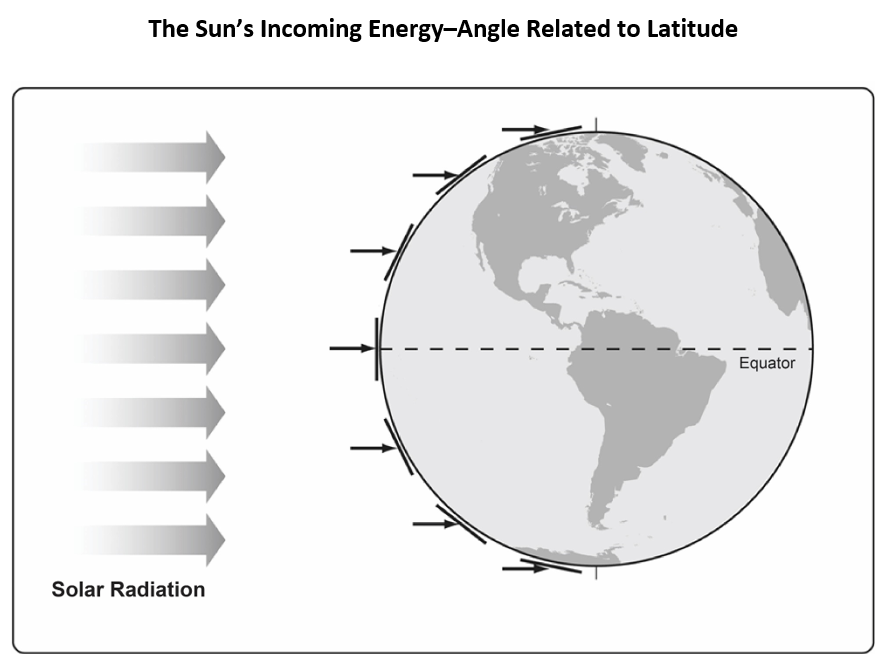 The Sun’s Incoming Energy–Angle Related to Latitude
Equator
Solar Radiation